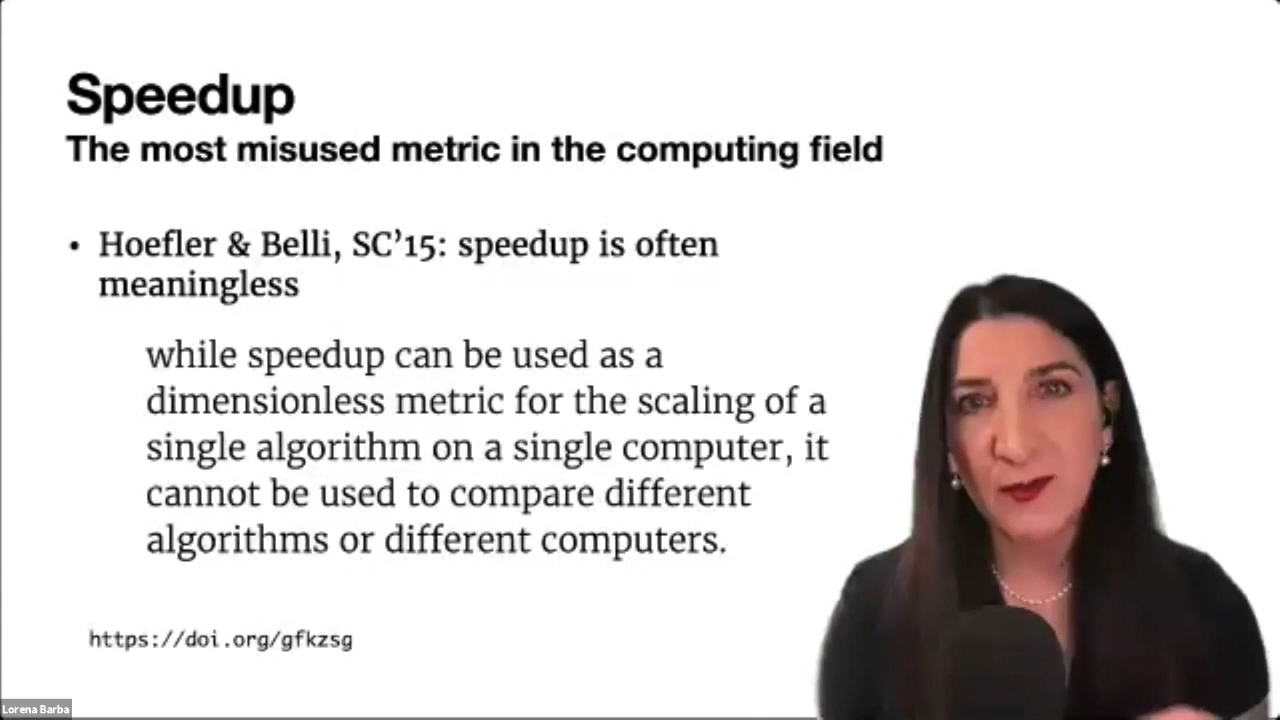 Speedup
The most misused metric in the computing field
• Hoefler & Belli, SC’15: speedup is often
meaningless
while speedup can be used as a
dimensionless metric for the scaling of a
single algorithm on a single computer, it
cannot be used to compare different
algorithms or different computers.
https://doi.org/gfkzsg
Lorena Barba